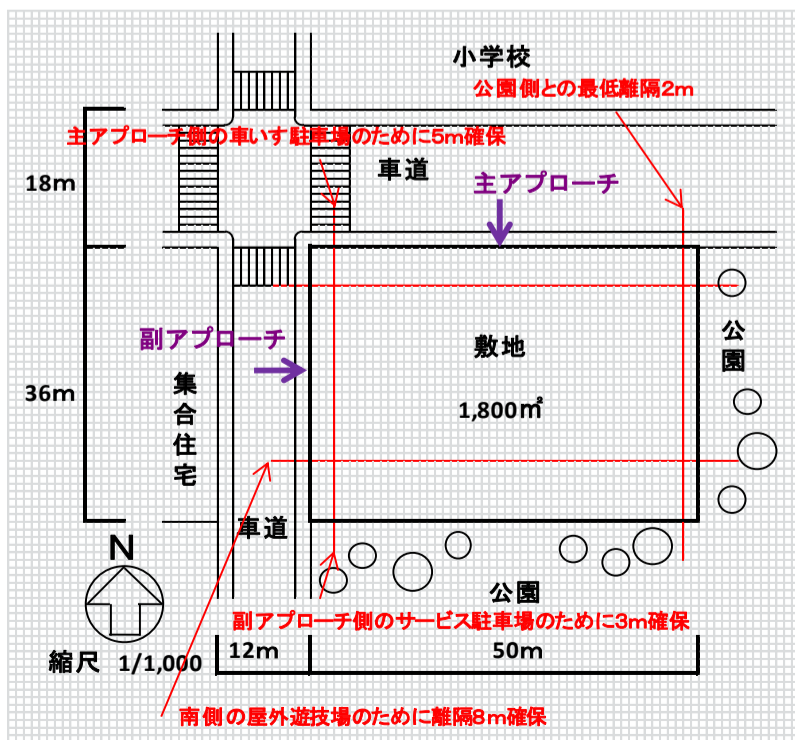 小学校
公園側との最低離隔2m
主アプローチ側の車いす駐車場のために5m確保
車道
18m
主アプローチ
副アプローチ
敷地
公園
集合住宅
36m
1,800㎡
車道
N
公園
副アプローチ側のサービス駐車場のために3m確保
縮尺 1/1,000
12m
50m
南側の屋外遊技場のために離隔8m確保